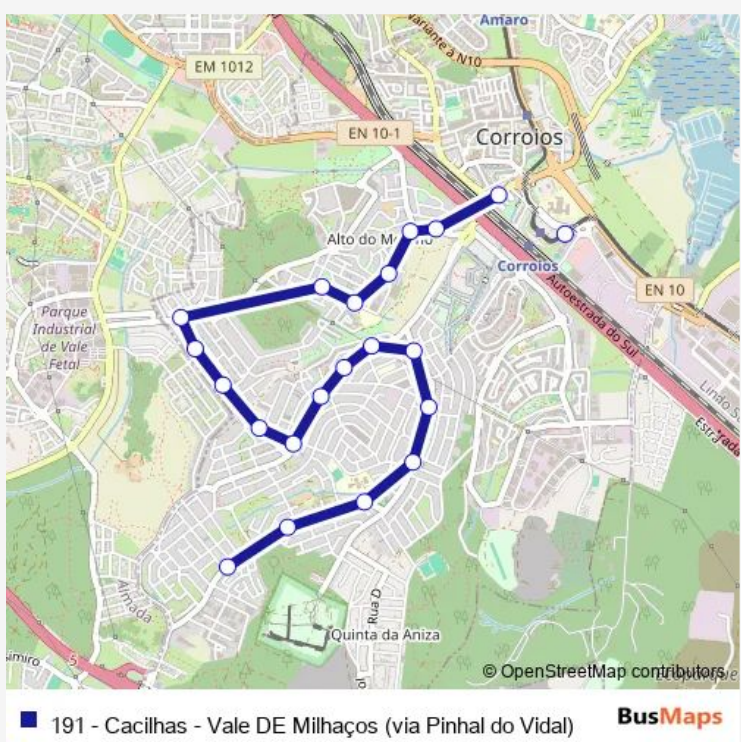 Amaro
Variante à N10
EM 1012
EN 10-1
Corroios
Alto do Mo
Corroios
EN 10
Parque
Industrial
de Vale
Fetal
Autoestrada do Sul
Almada
Rua D
Quinta da Aniza
5
© OpenStreetMap contributors
191 - Cacilhas - Vale DE Milhaços (via Pinhal do Vidal)
BusMaps